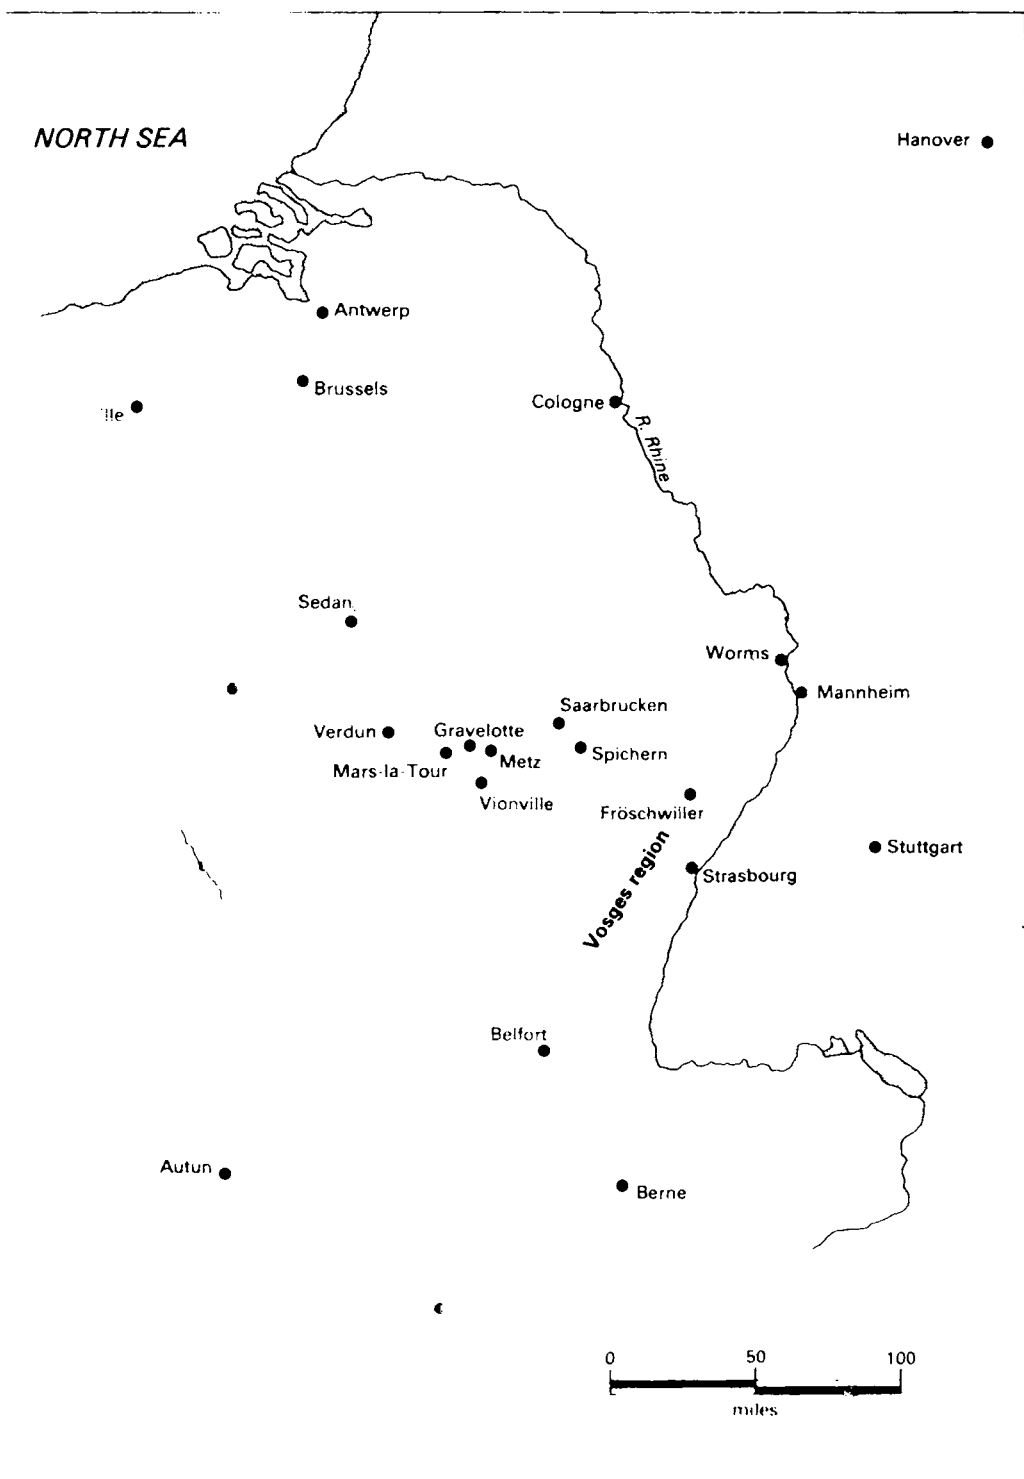 NORTH SEA
Hanover
Antwerp
Brussels
lle
Cologne
R. Rhine
Sedan
Worms
Mannheim
Saarbrucken
Verdun
Gravelotte
Spichern
Metz
Mars-la-Tour
Vionville
Fröschwiller
Vosges region
Stuttgart
Strasbourg
Belfort
Autun
Berne
0 50 100
miles